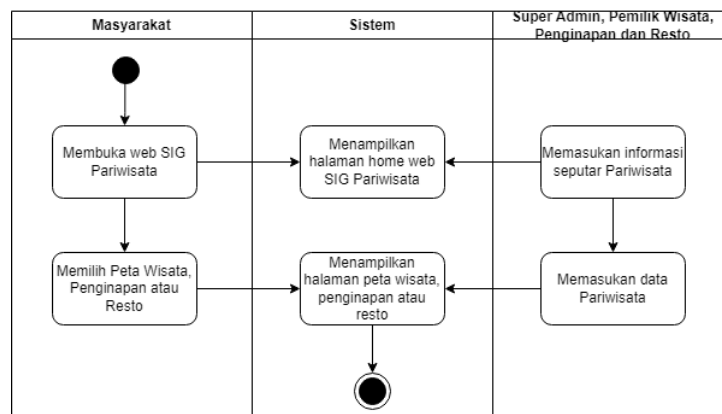 Masyarakat
Sistem
Super Admin, Pemilik Wisata,
Penginapan dan Resto
Membuka web SIG
Pariwisata
Menampilkan
halaman home web
SIG Pariwisata
Memasukan informasi
seputar Pariwisata
Memilih Peta Wisata,
Penginapan atau
Resto
Menampilkan
halaman peta wisata,
penginapan atau
resto
Memasukan data
Pariwisata